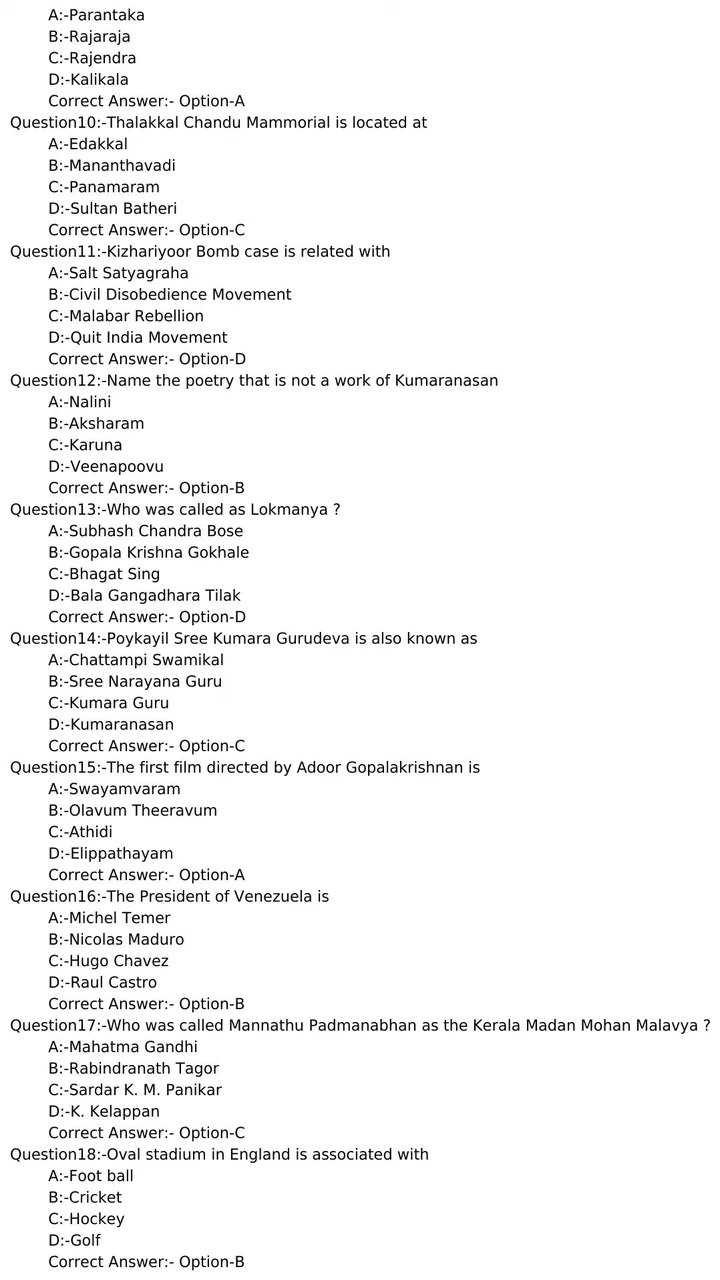 A:-Parantaka
B:-Rajaraja
C:-Rajendra
D:-Kalikala
Correct Answer:- Option-A
Question10:-Thalakkal Chandu Mammorial is located at
A:-Edakkal
B:-Mananthavadi
C:-Panamaram
D:-Sultan Batheri
Correct Answer:- Option-C
Question11:-Kizhariyoor Bomb case is related with
A:-Salt Satyagraha
B:-Civil Disobedience Movement
C:-Malabar Rebellion
D:-Quit India Movement
Correct Answer:- Option-D
Question12:-Name the poetry that is not a work of Kumaranasan
A:-Nalini
B:-Aksharam
C:-Karuna
D:-Veenapoovu
Correct Answer:- Option-B
Question13:-Who was called as Lokmanya ?
A:-Subhash Chandra Bose
B:-Gopala Krishna Gokhale
C:-Bhagat Sing
D:-Bala Gangadhara Tilak
Correct Answer:- Option-D
Question14:-Poykayil Sree Kumara Gurudeva is also known as
A:-Chattampi Swamikal
B:-Sree Narayana Guru
C:-Kumara Guru
D:-Kumaranasan
Correct Answer:- Option-C
Question15:-The first film directed by Adoor Gopalakrishnan is
A:-Swayamvaram
B:-Olavum Theeravum
C:-Athidi
D:-Elippathayam
Correct Answer:- Option-A
Question16:-The President of Venezuela is
A:-Michel Temer
B:-Nicolas Maduro
C:-Hugo Chavez
D:-Raul Castro
Correct Answer:- Option-B
Question17:-Who was called Mannathu Padmanabhan as the Kerala Madan Mohan Malavya ?
A:-Mahatma Gandhi
B:-Rabindranath Tagor
C:-Sardar K. M. Panikar
D:-K. Kelappan
Correct Answer:- Option-C
Question18:-Oval stadium in England is associated with
A:-Foot ball
B:-Cricket
C:-Hockey
D:-Golf
Correct Answer:- Option-B